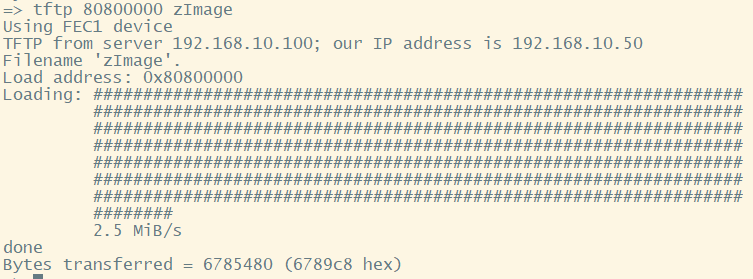 => tftp 80800000 zImage
Using FEC1 device
TFTP from server 192.168.10.100; our IP address is 192.168.10.50
Filename 'zImage'.
Load address: 0x80800000
Loading: #################################################################
#################################################################
#################################################################
#################################################################
#################################################################
#################################################################
#################################################################
########
2.5 MiB/s
done
Bytes transferred = 6785480 (6789c8 hex)